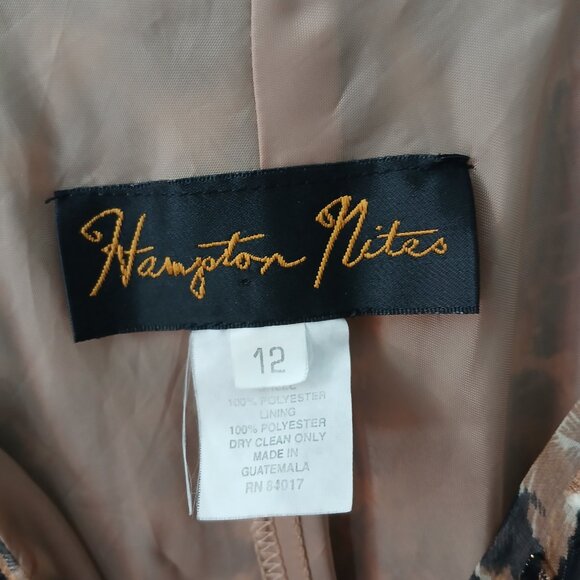 Hampton Nites
12
100% POLYESTER
LINING
100% POLYESTER
DRY CLEAN ONLY
MADE IN
GUATEMALA
RN 84017